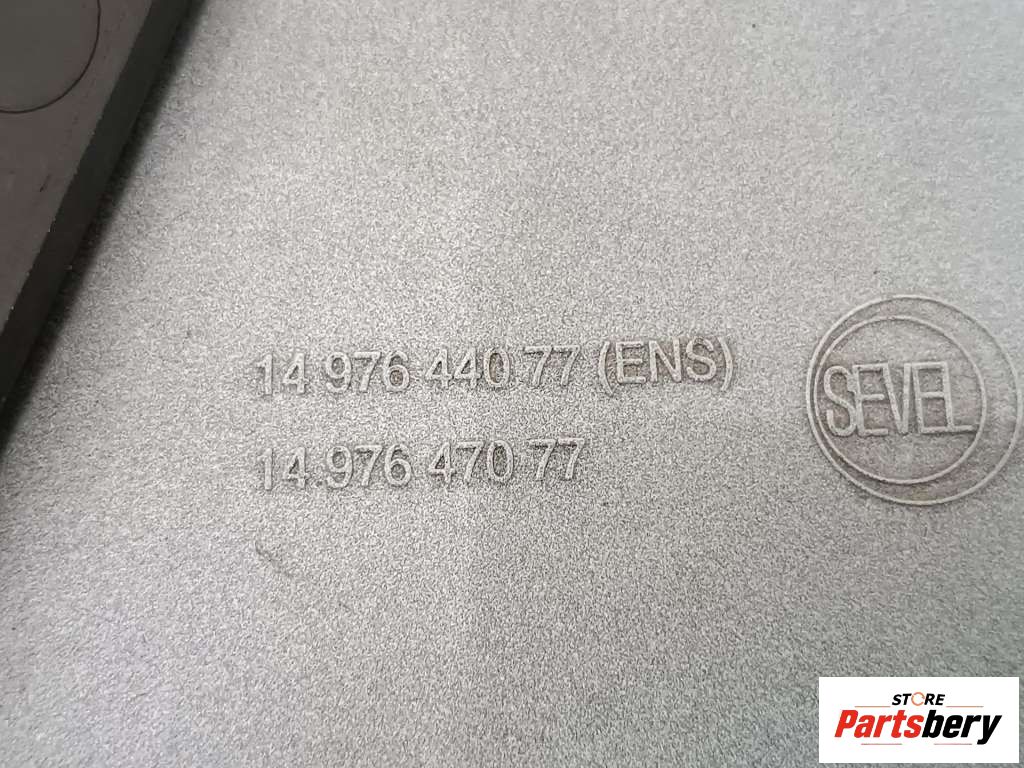 14 976 440 77 (ENS)
SEVEL
14.976 470 77
STORE
Partsbery